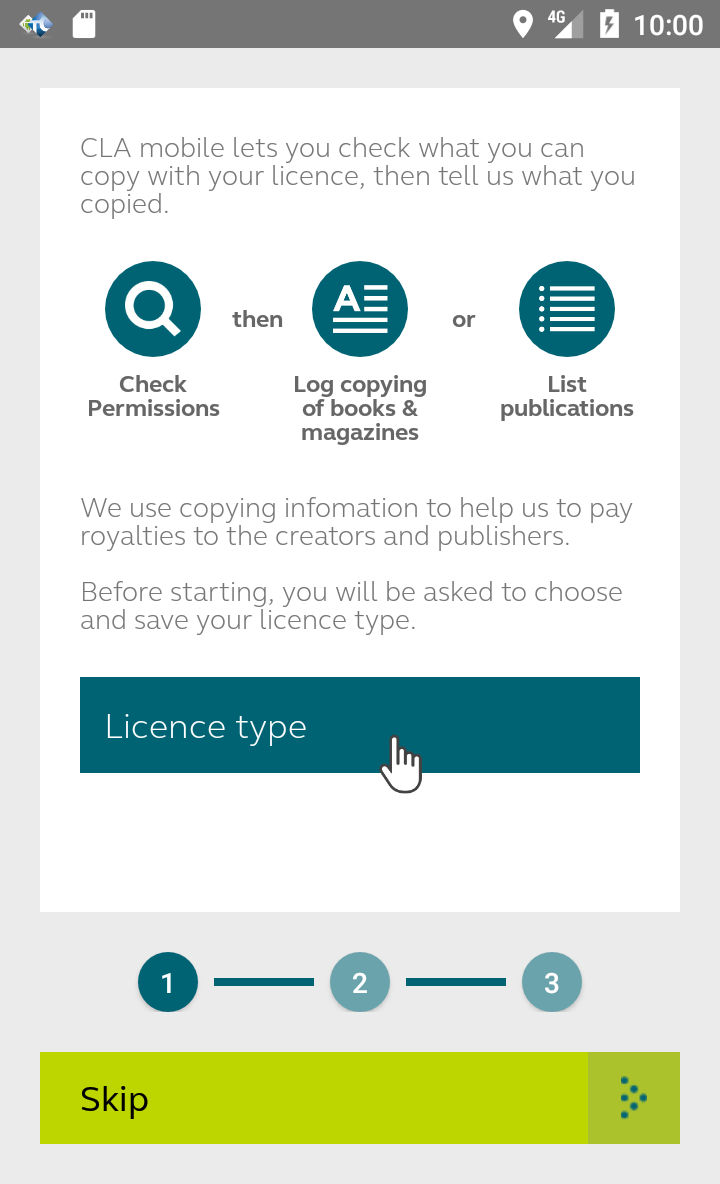 4G 10:00
CLA mobile lets you check what you can
copy with your licence, then tell us what you
copied.
then
or
Check
Permissions
Log copying
of books &
magazines
List
publications
We use copying infomation to help us to pay
royalties to the creators and publishers.
Before starting, you will be asked to choose
and save your licence type.
Licence type
1 2 3
Skip